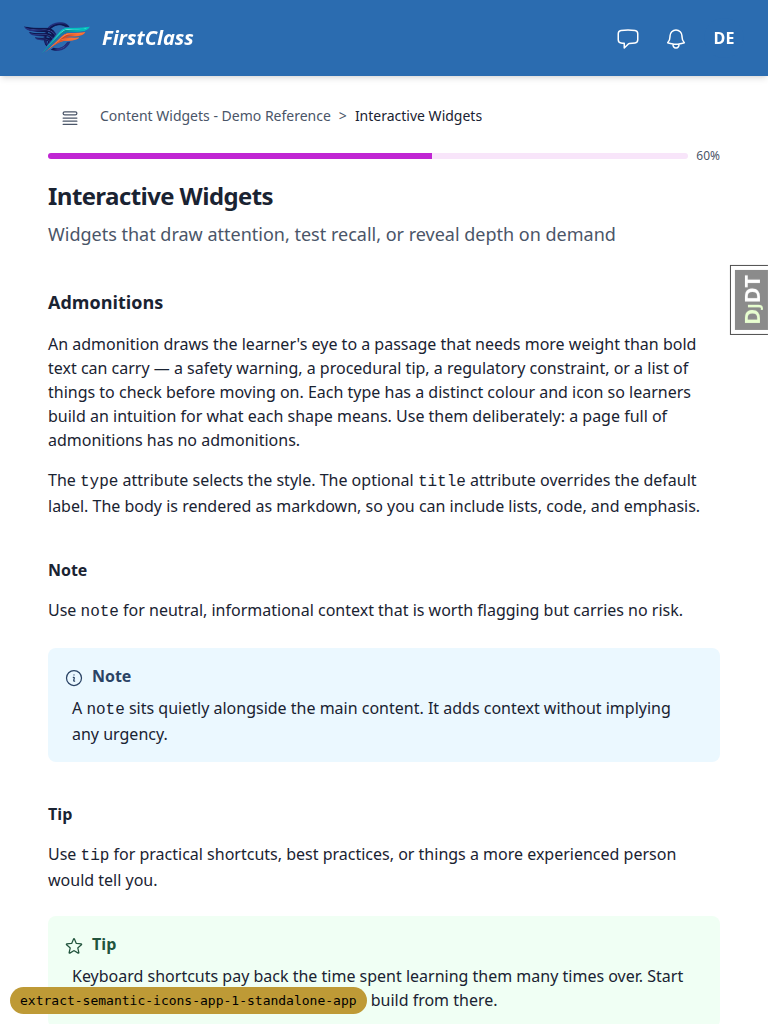 FirstClass
DE
Content Widgets - Demo Reference > Interactive Widgets
60%
Interactive Widgets
Widgets that draw attention, test recall, or reveal depth on demand
DJDT
Admonitions
An admonition draws the learner's eye to a passage that needs more weight than bold
text can carry — a safety warning, a procedural tip, a regulatory constraint, or a list of
things to check before moving on. Each type has a distinct colour and icon so learners
build an intuition for what each shape means. Use them deliberately: a page full of
admonitions has no admonitions.
The type attribute selects the style. The optional title attribute overrides the default
label. The body is rendered as markdown, so you can include lists, code, and emphasis.
Note
Use note for neutral, informational context that is worth flagging but carries no risk.
Note
A note sits quietly alongside the main content. It adds context without implying
any urgency.
Tip
Use tip for practical shortcuts, best practices, or things a more experienced person
would tell you.
Tip
Keyboard shortcuts pay back the time spent learning them many times over. Start
build from there.
extract-semantic-icons-app-1-standalone-app